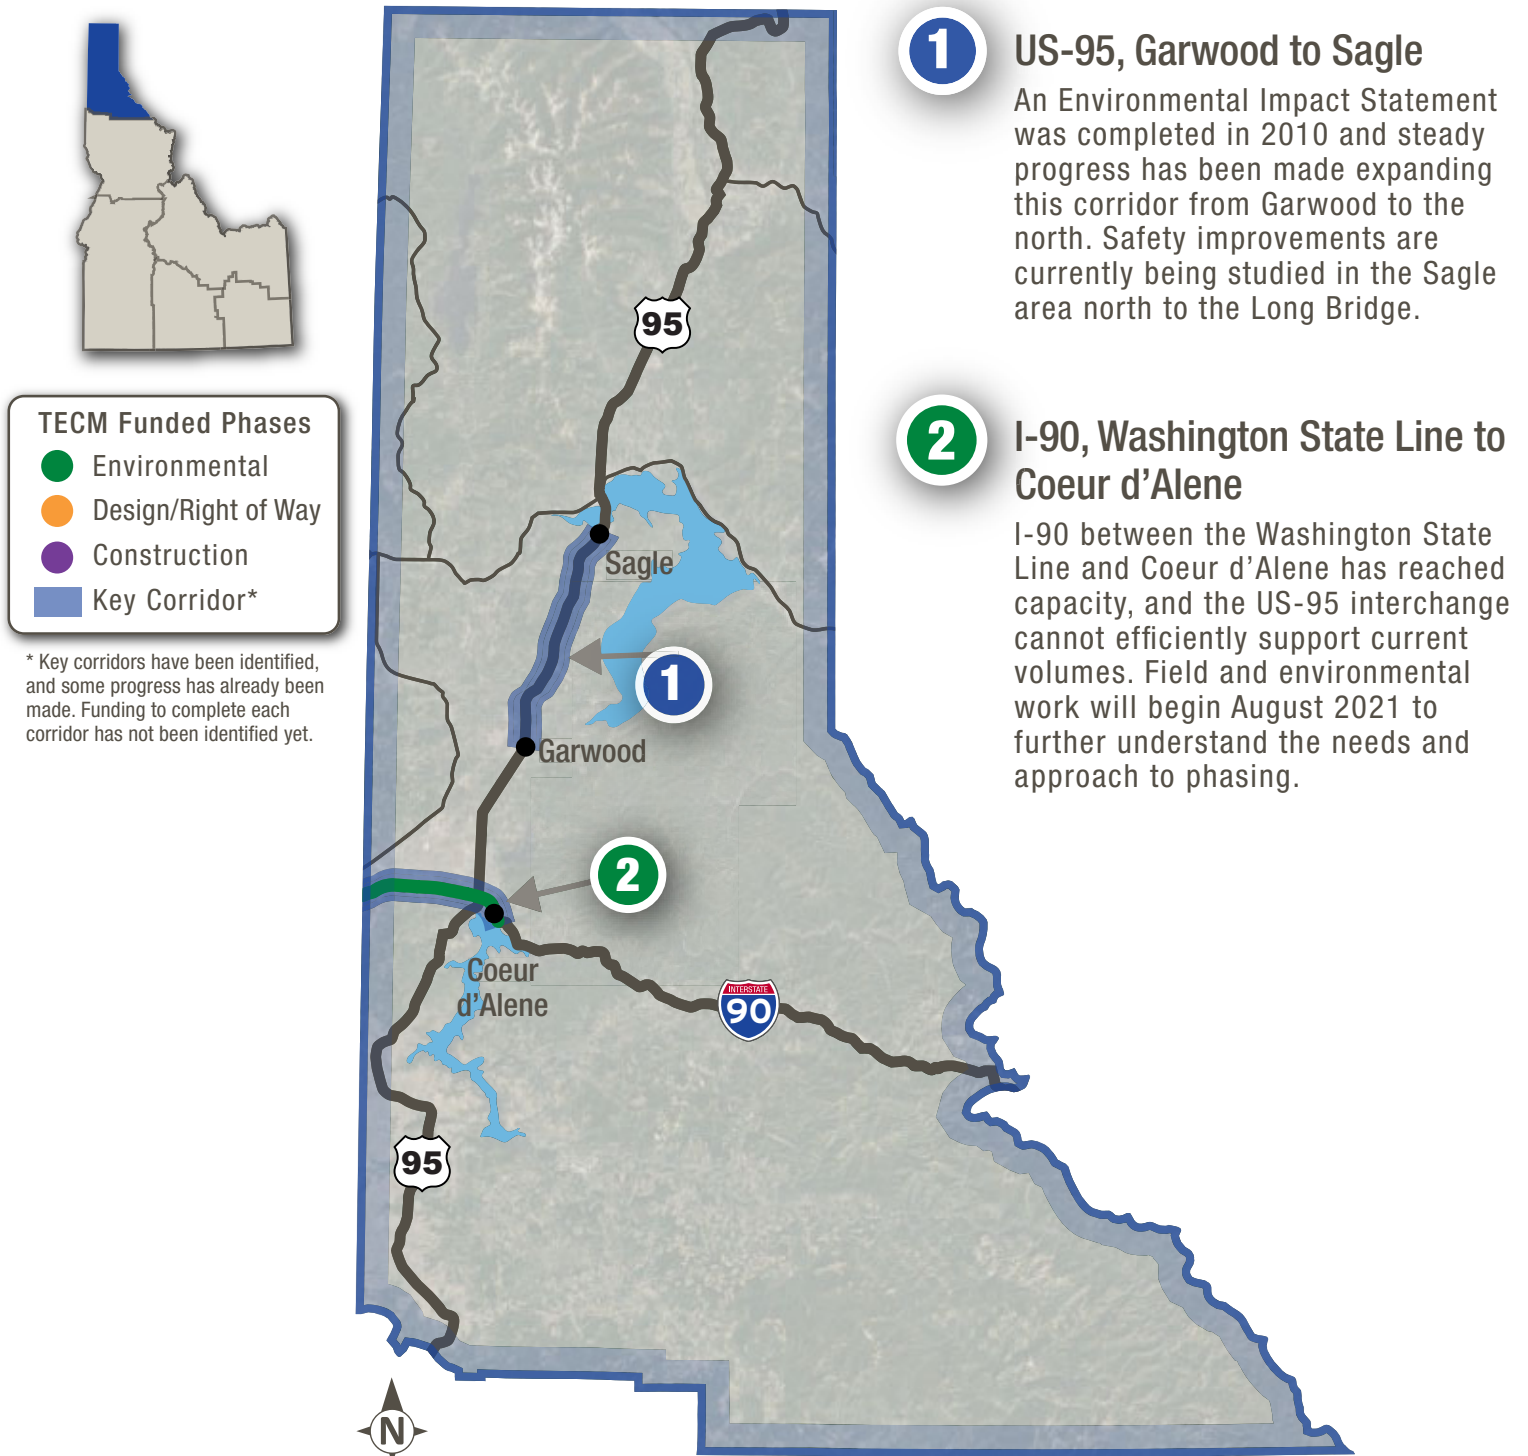 1
US-95, Garwood to Sagle
An Environmental Impact Statement
was completed in 2010 and steady
progress has been made expanding
this corridor from Garwood to the
north. Safety improvements are
currently being studied in the Sagle
area north to the Long Bridge.
2
I-90, Washington State Line to
Coeur d’Alene
I-90 between the Washington State
Line and Coeur d’Alene has reached
capacity, and the US-95 interchange
cannot efficiently support current
volumes. Field and environmental
work will begin August 2021 to
further understand the needs and
approach to phasing.
TECM Funded Phases
Environmental
Design/Right of Way
Construction
Key Corridor*
* Key corridors have been identified,
and some progress has already been
made. Funding to complete each
corridor has not been identified yet.
95
Sagle
1
Garwood
2
Coeur
d’Alene
INTERSTATE
90
95
N